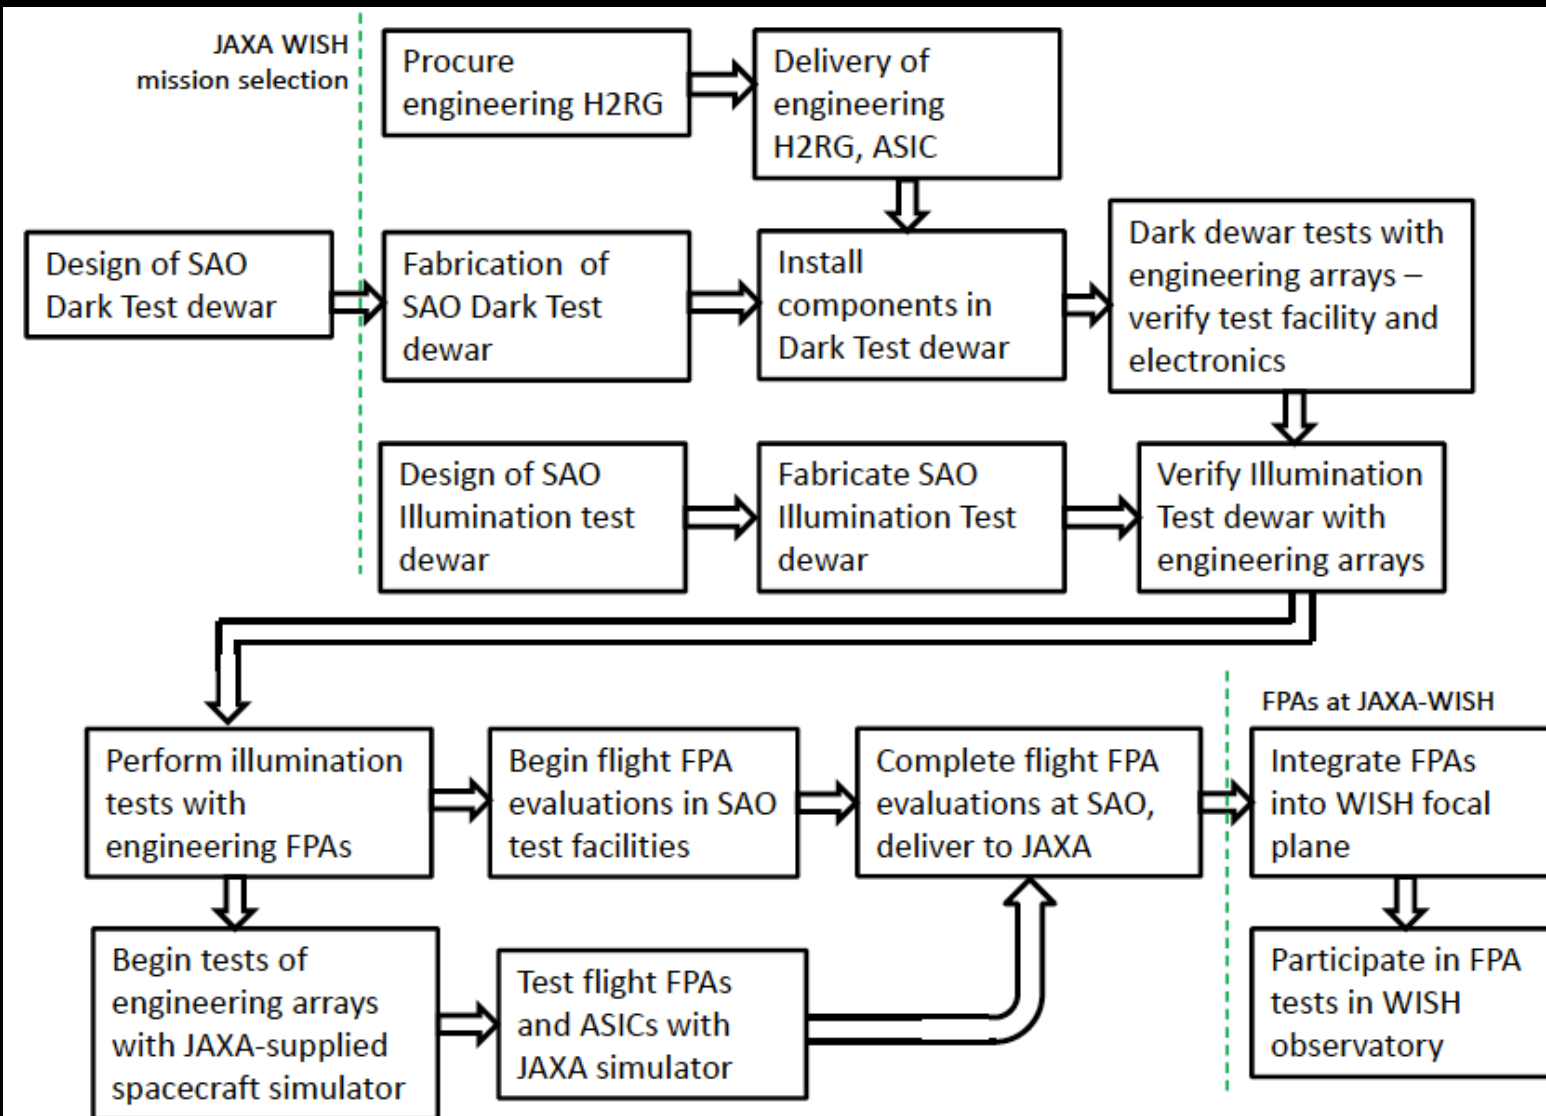 JAXA WISH
mission selection
Procure
engineering H2RG
Delivery of
engineering
H2RG, ASIC
Design of SAO
Dark Test dewar
Fabrication of
SAO Dark Test
dewar
Install
components in
Dark Test dewar
Dark dewar tests with
engineering arrays –
verify test facility and
electronics
Design of SAO
Illumination test
dewar
Fabricate SAO
Illumination Test
dewar
Verify Illumination
Test dewar with
engineering arrays
Perform illumination
tests with
engineering FPAs
Begin flight FPA
evaluations in SAO
test facilities
Complete flight FPA
evaluations at SAO,
deliver to JAXA
FPAs at JAXA-WISH
Integrate FPAs
into WISH focal
plane
Begin tests of
engineering arrays
with JAXA-supplied
spacecraft simulator
Test flight FPAs
and ASICs with
JAXA simulator
Participate in FPA
tests in WISH
observatory